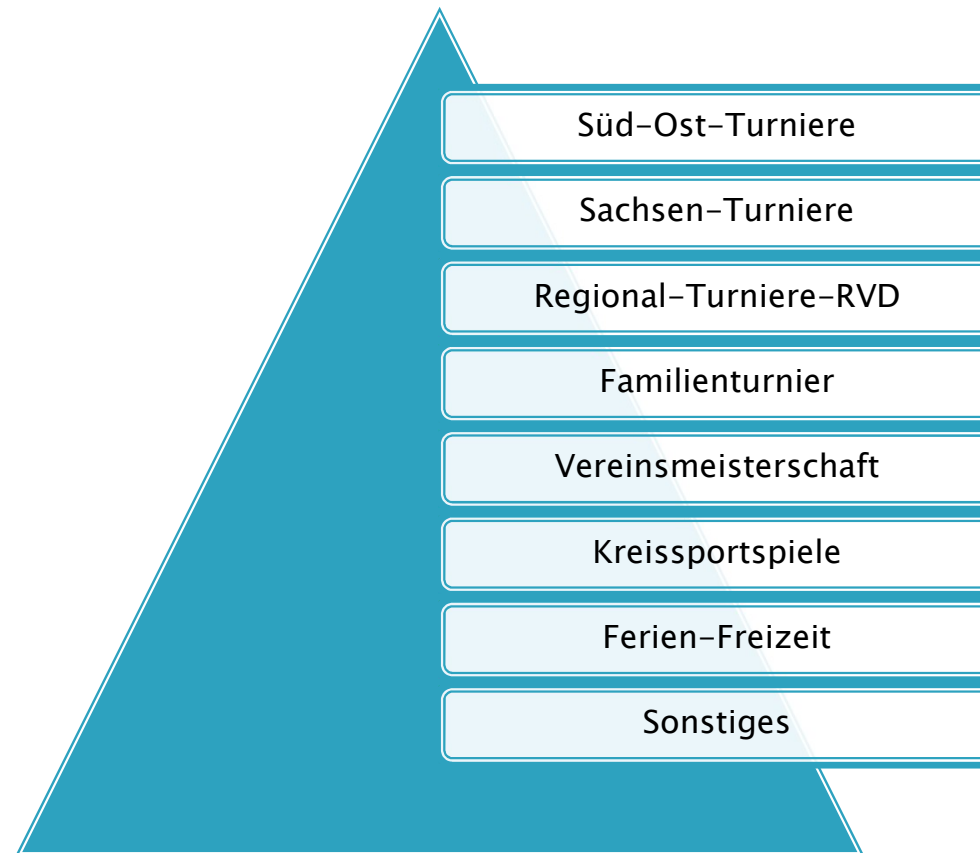 Süd-Ost-Turniere
Sachsen-Turniere
Regional-Turniere-RVD
Familienturnier
Vereinsmeisterschaft
Kreissportspiele
Ferien-Freizeit
Sonstiges